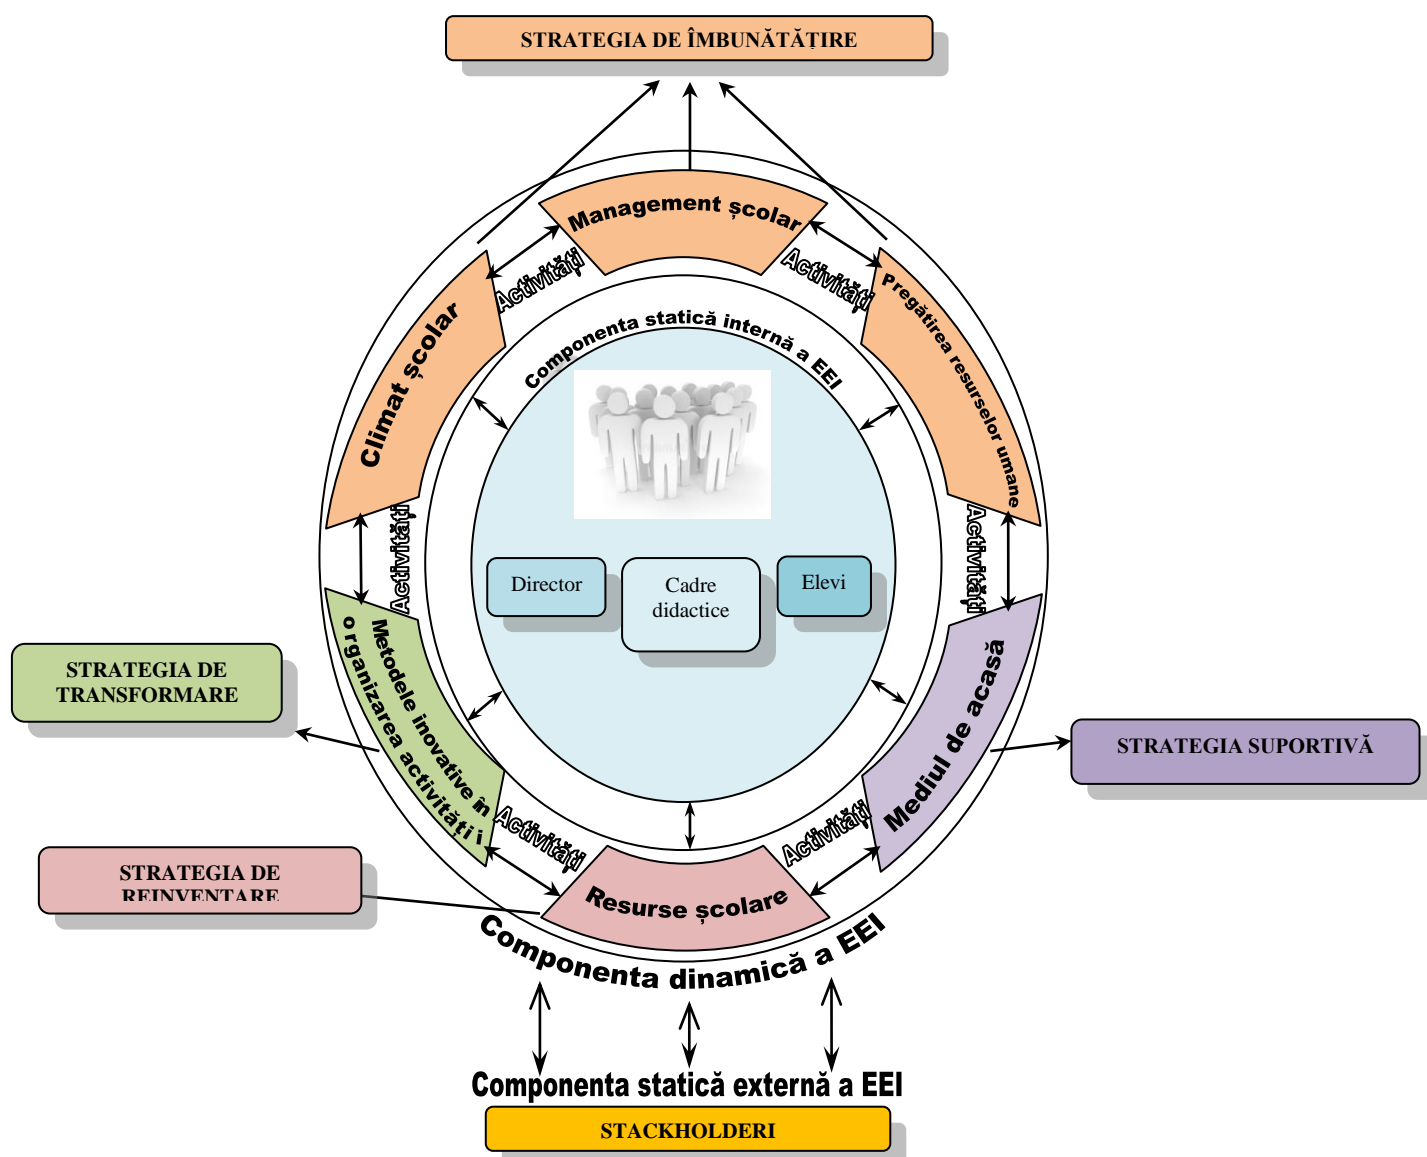 STRATEGIA DE ÎMBUNĂTĂȚIRE
Management școlar
Activități
Activități
Climat școlar
Pregătirea resurselor umane
Componenta statică internă a EEI
Activități
Activități
Director
Cadre
didactice
Elevi
STRATEGIA DE
TRANSFORMARE
Metodele inovative în
organizarea activității i
Mediul de acasă
STRATEGIA SUPORTIVĂ
Activități
Activități
STRATEGIA DE
REINVENTARE
Resurse școlare
Componenta dinamică a EEI
Componenta statică externă a EEI
STACKHOLDERI